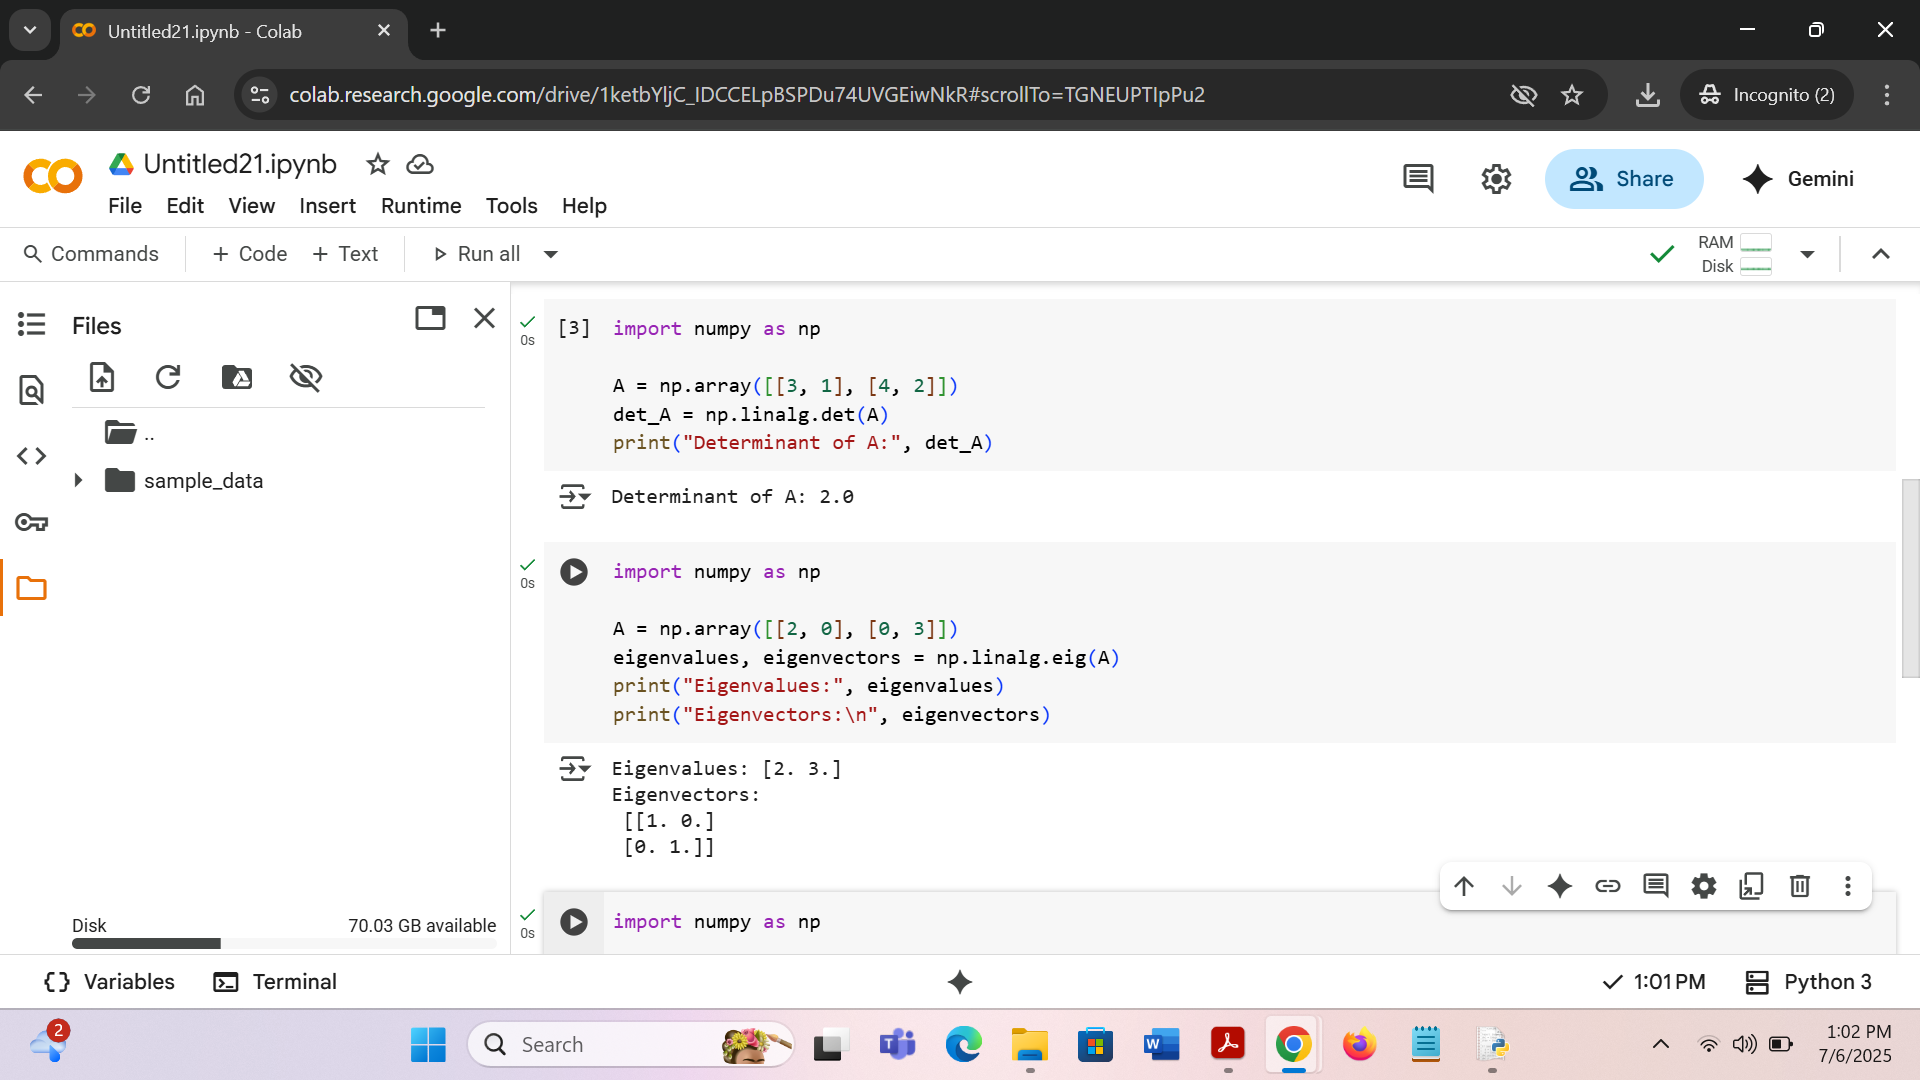 Untitled21.ipynb - Colab
colab.research.google.com/drive/1ketbYljC_IDCCELpBSPDu74UVGEiwNkR#scrollTo=TGNEUPTIpPu2
Incognito (2)
Untitled21.ipynb
File Edit View Insert Runtime Tools Help
Share
Gemini
Commands
+ Code + Text
Run all
RAM
Disk
Files
..
sample_data
Disk 70.03 GB available
0s
[3] import numpy as np
A = np.array([[3, 1], [4, 2]])
det_A = np.linalg.det(A)
print("Determinant of A:", det_A)
Determinant of A: 2.0
0s
import numpy as np
A = np.array([[2, 0], [0, 3]])
eigenvalues, eigenvectors = np.linalg.eig(A)
print("Eigenvalues:", eigenvalues)
print("Eigenvectors:\n", eigenvectors)
Eigenvalues: [2. 3.]
Eigenvectors:
[[1. 0.]
[0. 1.]]
0s
import numpy as np
{} Variables
Terminal
1:01 PM
Python 3
2
Search
1:02 PM
7/6/2025